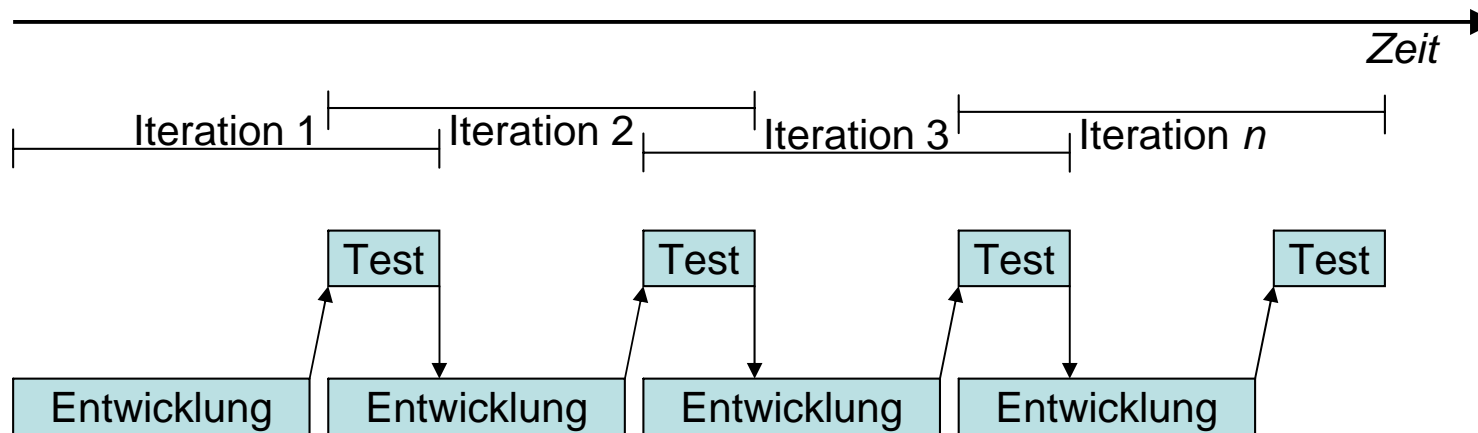 Zeit
Iteration 1 Iteration 2 Iteration 3 Iteration n
Test Test Test Test
Entwicklung Entwicklung Entwicklung Entwicklung